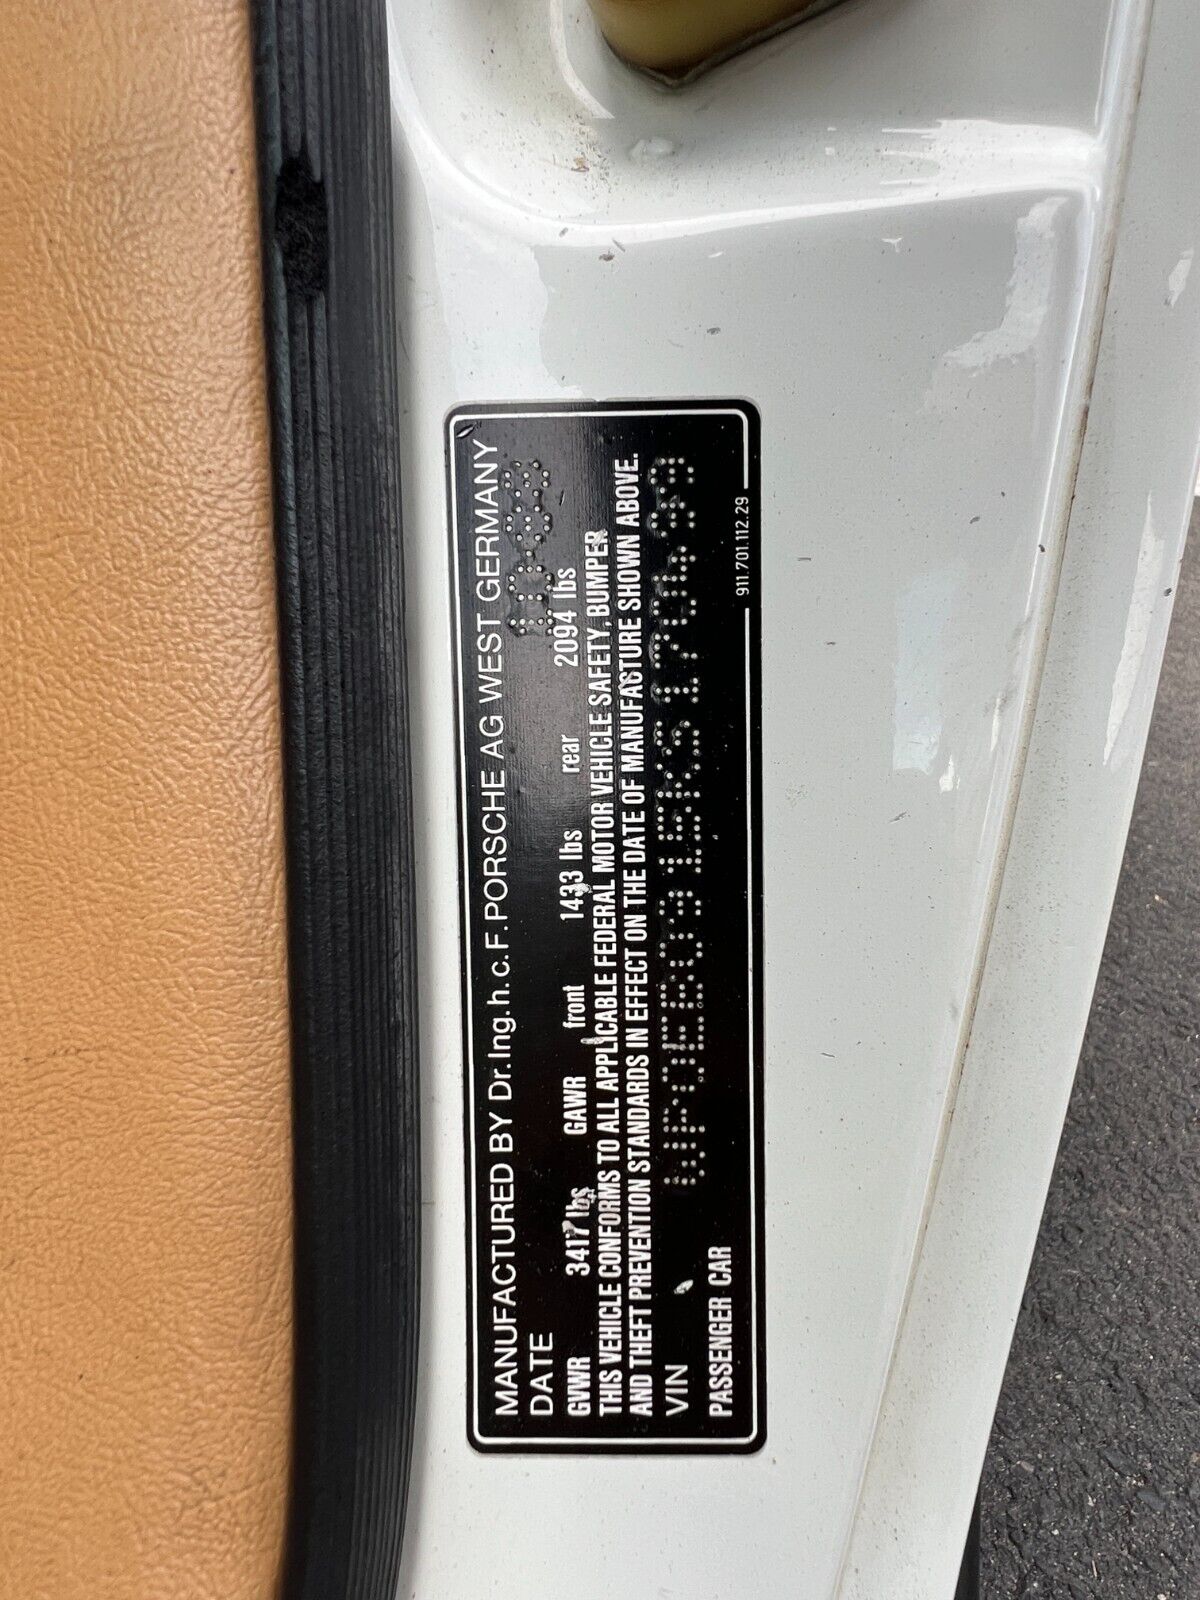 MANUFACTURED BY Dr. Ing. h. c. F. PORSCHE AG WEST GERMANY
DATE 10-88
GVWR 3417 lbs GAWR front 1433 lbs rear 2094 lbs
THIS VEHICLE CONFORMS TO ALL APPLICABLE FEDERAL MOTOR VEHICLE SAFETY, BUMPER
AND THEFT PREVENTION STANDARDS IN EFFECT ON THE DATE OF MANUFACTURE SHOWN ABOVE.
VIN WP0EB0915KS170499
PASSENGER CAR
911.701.112.29